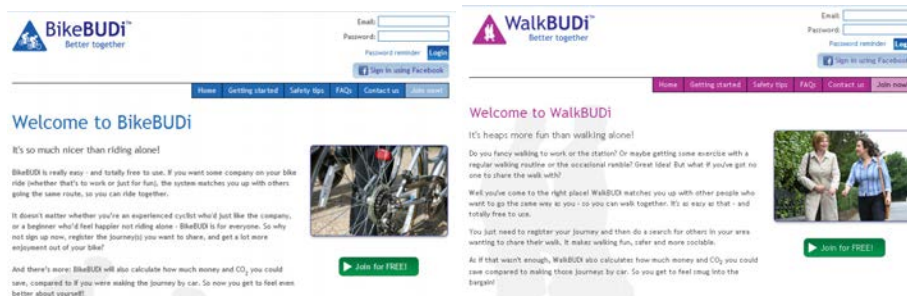 BikeBUDi™
Better together
Email:
Password:
Password reminder Login
Sign in using Facebook
Home Getting started Safety tips FAQs Contact us Join now!
Welcome to BikeBUDi
It's so much nicer than riding alone!
BikeBUDi is really easy - and totally free to use. If you want some company on your bike
ride (whether that's to work or just for fun), the system matches you up with others
going the same route, so you can ride together.
It doesn't matter whether you're an experienced cyclist who'd just like the company,
or a beginner who'd feel happier not riding alone - BikeBUDi is for everyone. So why
not sign up now, register the journey(s) you want to share, and get a lot more
enjoyment out of your bike?
And there's more: BikeBUDi will also calculate how much money and CO₂ you could
save, compared to if you were making the journey by car. So now you get to feel even
better about yourself!
Join for FREE!
WalkBUDi™
Better together
Email:
Password:
Password reminder Log
Sign in using Facebook
Home Getting started Safety tips FAQs Contact us Join now!
Welcome to WalkBUDi
It's heaps more fun than walking alone!
Do you fancy walking to work or the station? Or maybe getting some exercise with a
regular walking routine or the occasional ramble? Great idea! But what if you've got no
one to share the walk with?
Well you've come to the right place! WalkBUDi matches you up with other people who
want to go the same way as you - so you can walk together. It's as easy as that - and
totally free to use.
You just need to register your journey and then do a search for others in your area
wanting to share their walk. It makes walking fun, safer and more sociable.
As if that wasn't enough, WalkBUDi also calculates how much money and CO₂ you could
save compared to making those journeys by car. So you get to feel smug into the
bargain!
Join for FREE!